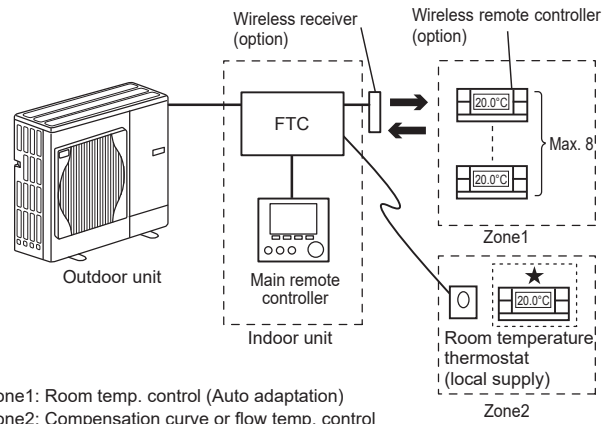 Wireless receiver
(option)
Wireless remote controller
(option)
FTC
20.0°C
Max. 8
20.0°C
Zone1
Outdoor unit
Main remote
controller
Indoor unit
★
20.0°C
Room temperature
thermostat
(local supply)
Zone2
one1: Room temp. control (Auto adaptation)
one2: Compensation curve or flow temp. control